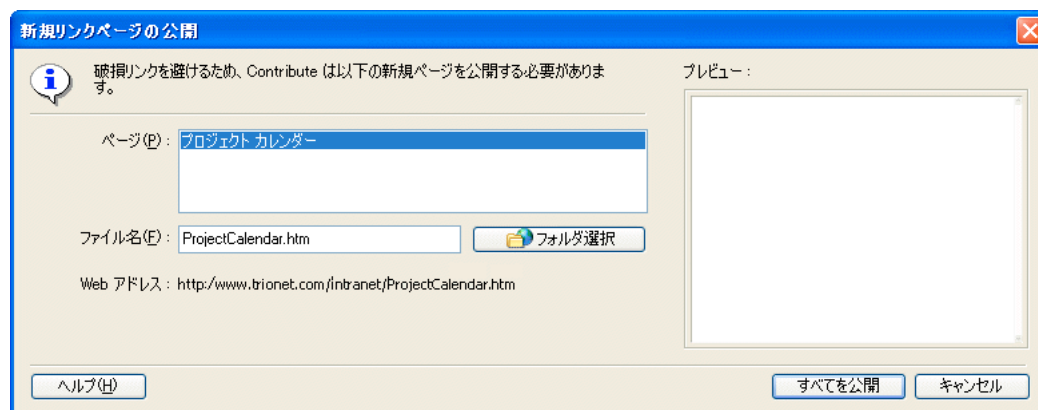 新規リンクページの公開
破損リンクを避けるため、Contribute は以下の新規ページを公開する必要がありま
す。
プレビュー：
ページ(P)： プロジェクト カレンダー
ファイル名(F)： ProjectCalendar.htm フォルダ選択
Web アドレス：http:/www.trionet.com/intranet/ProjectCalendar.htm
ヘルプ(H) すべてを公開 キャンセル